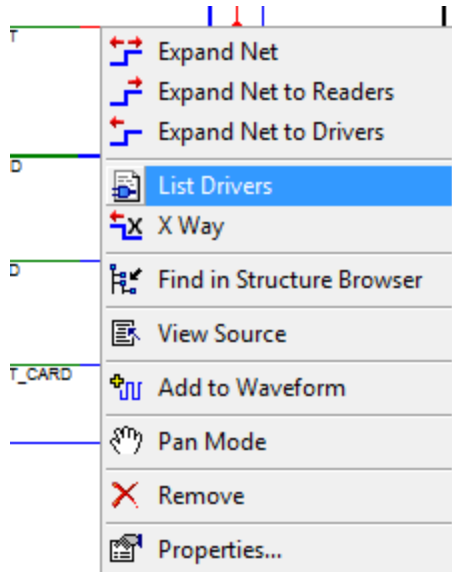 T
Expand Net
Expand Net to Readers
Expand Net to Drivers
D
List Drivers
X Way
D
Find in Structure Browser
View Source
T_CARD
Add to Waveform
Pan Mode
Remove
Properties...